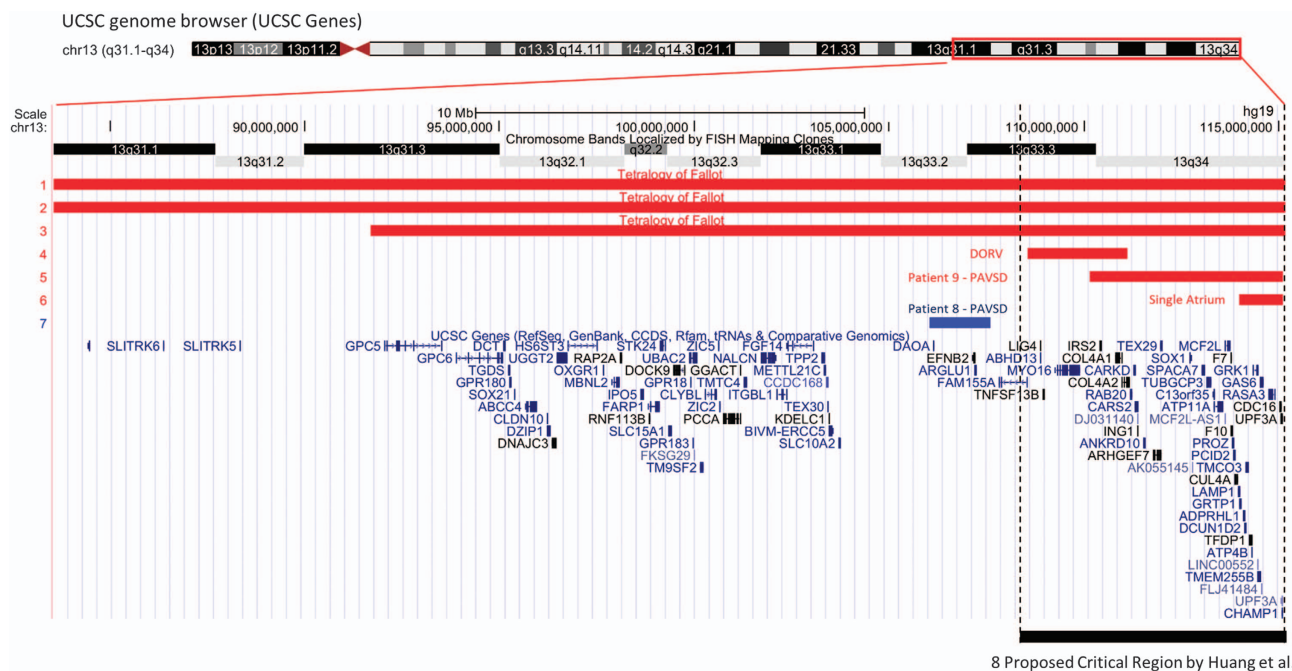 UCSC genome browser (UCSC Genes)
chr13 (q31.1-q34) 13p13 13p12 13p11.2 q13.3 q14.11 14.2 q14.3 q21.1 21.33 13q31.1 q31.3 13q34
Scale 10 Mb hg19
chr13: 90,000,000 95,000,000 100,000,000 105,000,000 110,000,000 115,000,000
Chromosome Bands Localized by FISH Mapping Clones
13q31.1 13q31.3 q32.2 13q33.1 13q33.3
13q31.2 13q32.1 13q32.3 13q33.2 13q34
Tetralogy of Fallot
1
Tetralogy of Fallot
2
Tetralogy of Fallot
3
4 DORV
5 Patient 9 - PAVSD
6 Single Atrium
7 Patient 8 - PAVSD
UCSC Genes (RefSeq, GenBank, CCDS, Rfam, tRNAs & Comparative Genomics)
SLITRK6 SLITRK5 GPC5 DCT HS6ST3 STK24 ZIC5 FGF14 DAOA LIG4 IRS2 TEX29 MCF2L
GPC6 UGGT2 RAP2A UBAC2 NALCN TPP2 EFNB2 ABHD13 COL4A1 SOX1 F7
TGDS OXGR1 DOCK9 GGACT METTL21C ARGLU1 MYO16 CARKD SPACA7 GRK1
GPR180 MBNL2 GPR18 TMTC4 CCDC168 FAM155A COL4A2 TUBGCP3 GAS6
SOX21 IPO5 CLYBL ITGBL1 TNFSF13B RAB20 C13orf35 RASA3
ABCC4 FARP1 ZIC2 TEX30 CARS2 ATP11A CDC16
CLDN10 RNF113B PCCA KDELC1 DJ031140 MCF2L-AS1 UPF3A
DZIP1 SLC15A1 BIVM-ERCC5 ING1 F10
DNAJC3 GPR183 SLC10A2 ANKRD10 PROZ
FKSG29 ARHGEF7 PCID2
TM9SF2 AK055145 TMCO3
CUL4A
LAMP1
GRTP1
ADPRHL1
DCUN1D2
TFDP1
ATP4B
LINC00552
TMEM255B
FLJ41484
UPF3A
CHAMP1
8 Proposed Critical Region by Huang et al